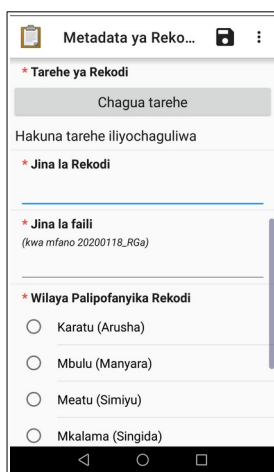 Metadata ya Reko...
* Tarehe ya Rekodi
Chagua tarehe
Hakuna tarehe iliyochaguliwa
* Jina la Rekodi
* Jina la faili
(kwa mfano 20200118_RGa)
* Wilaya Palipofanyika Rekodi
Karatu (Arusha)
Mbulu (Manyara)
Meatu (Simiyu)
Mkalama (Singida)